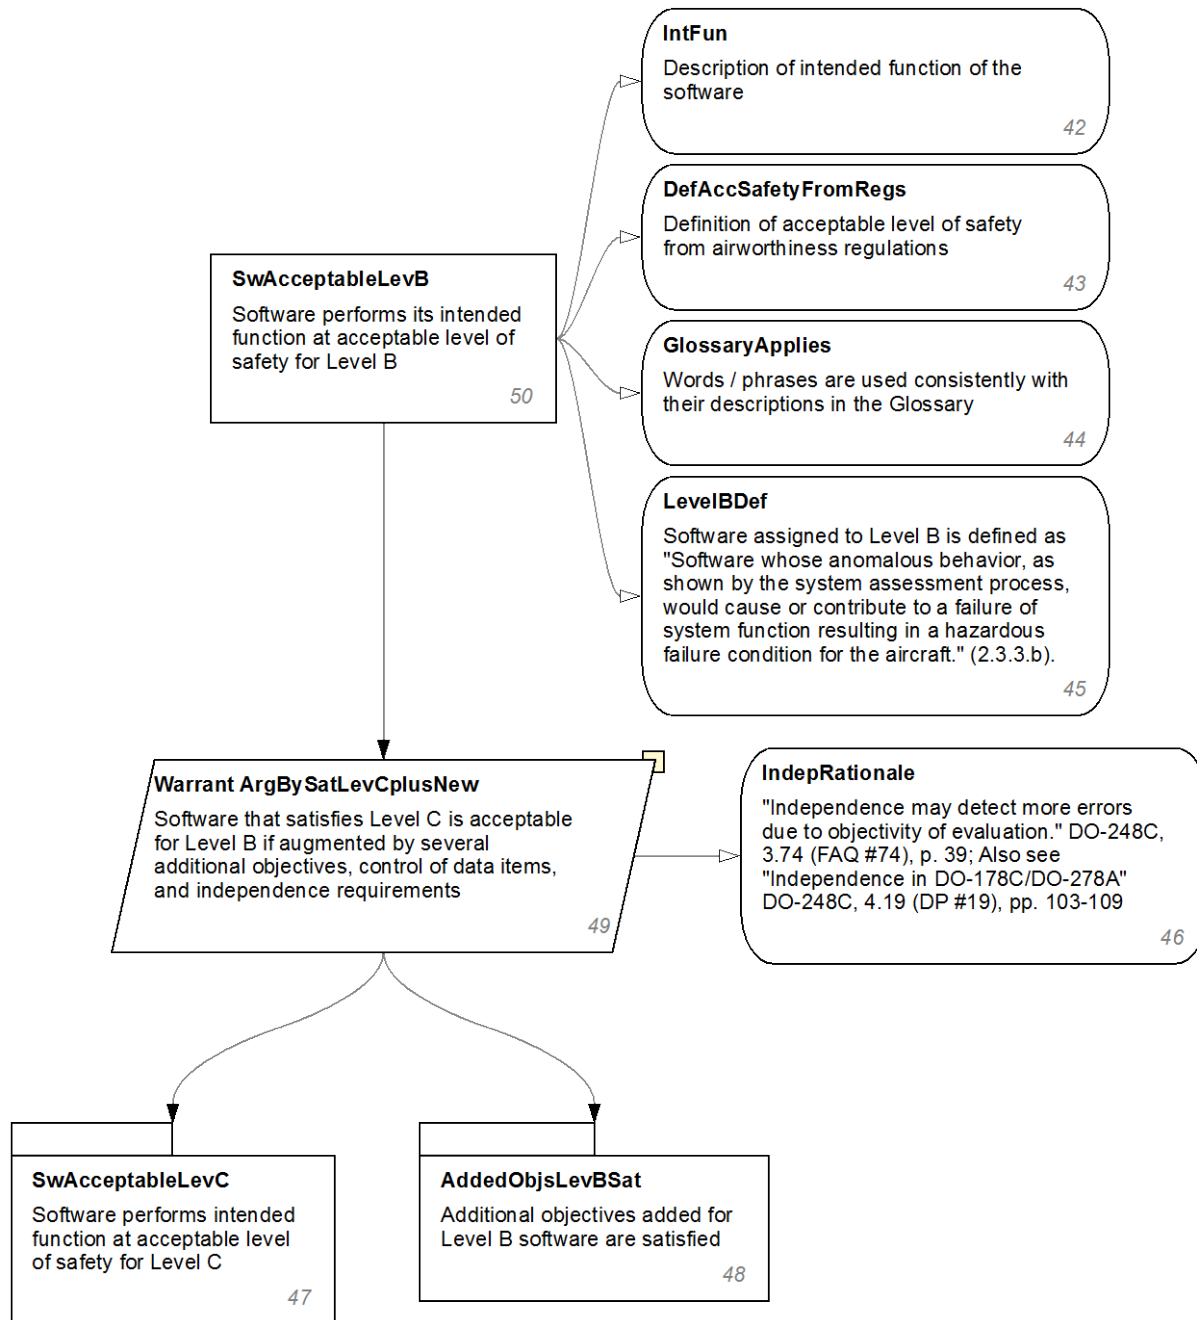 IntFun
Description of intended function of the
software
42
DefAccSafetyFromRegs
Definition of acceptable level of safety
from airworthiness regulations
43
SwAcceptableLevB
Software performs its intended
function at acceptable level of
safety for Level B
50
GlossaryApplies
Words / phrases are used consistently with
their descriptions in the Glossary
44
LevelBDef
Software assigned to Level B is defined as
"Software whose anomalous behavior, as
shown by the system assessment process,
would cause or contribute to a failure of
system function resulting in a hazardous
failure condition for the aircraft." (2.3.3.b).
45
Warrant ArgBySatLevCplusNew
Software that satisfies Level C is acceptable
for Level B if augmented by several
additional objectives, control of data items,
and independence requirements
49
IndepRationale
"Independence may detect more errors
due to objectivity of evaluation." DO-248C,
3.74 (FAQ #74), p. 39; Also see
"Independence in DO-178C/DO-278A"
DO-248C, 4.19 (DP #19), pp. 103-109
46
SwAcceptableLevC
Software performs intended
function at acceptable level
of safety for Level C
47
AddedObjsLevBSat
Additional objectives added for
Level B software are satisfied
48